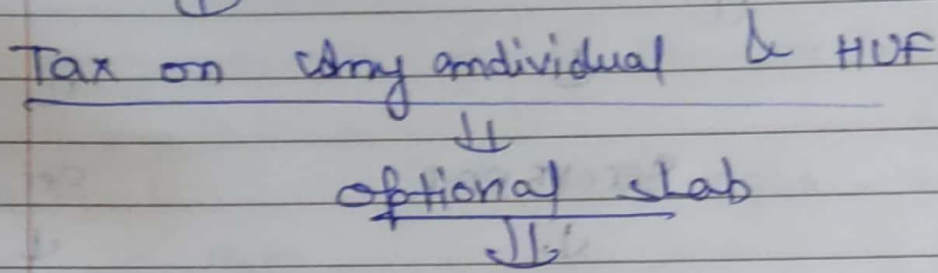 Tax on Any individual & HUF
⇓
optional slab
⇓